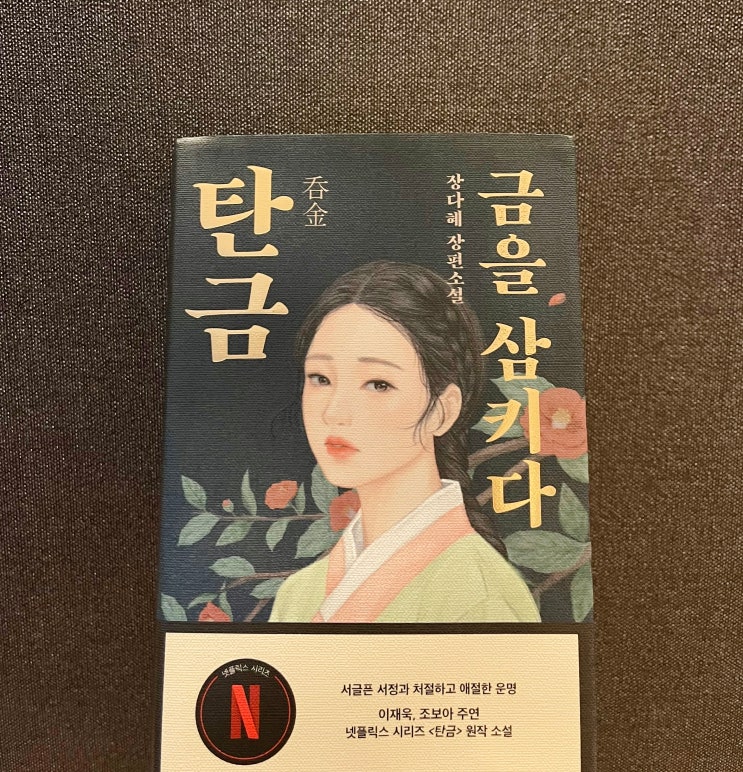 탄금
呑金
장다혜 장편소설
금을 삼키다
넷플릭스 시리즈
N
서글픈 서정과 처절하고 애절한 운명
이재욱, 조보아 주연
넷플릭스 시리즈 <탄금> 원작 소설